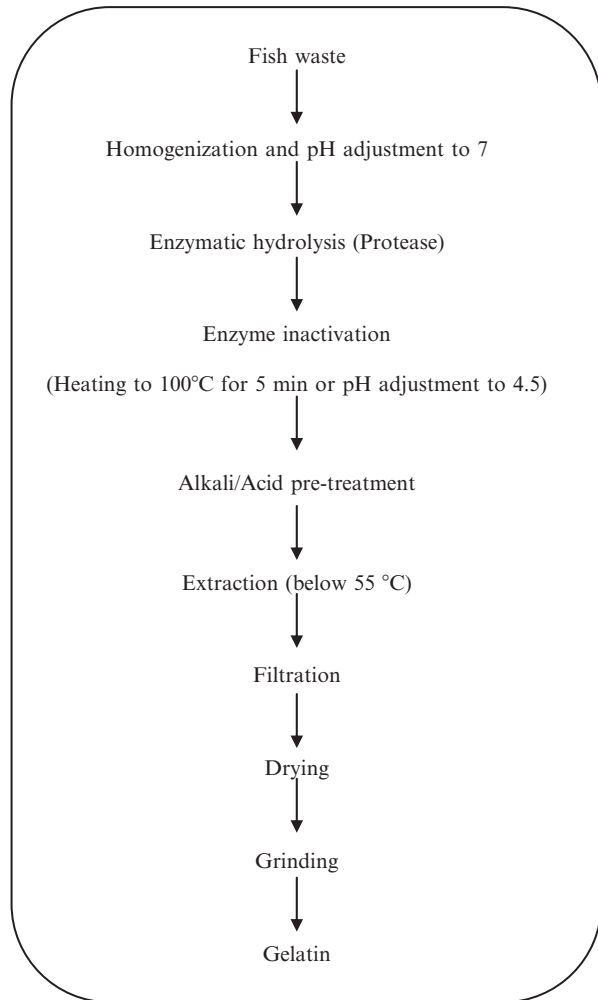 Fish waste
Homogenization and pH adjustment to 7
Enzymatic hydrolysis (Protease)
Enzyme inactivation
(Heating to 100°C for 5 min or pH adjustment to 4.5)
Alkali/Acid pre-treatment
Extraction (below 55 °C)
Filtration
Drying
Grinding
Gelatin